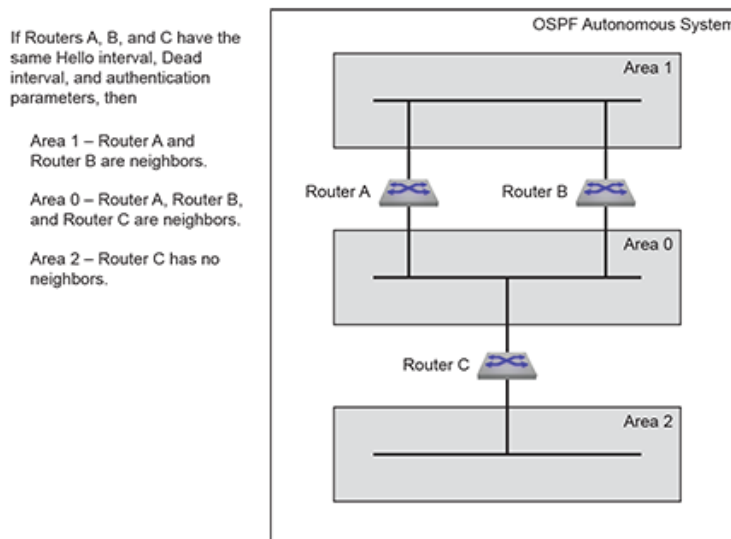 If Routers A, B, and C have the
same Hello interval, Dead
interval, and authentication
parameters, then
Area 1 – Router A and
Router B are neighbors.
Area 0 – Router A, Router B,
and Router C are neighbors.
Area 2 – Router C has no
neighbors.
OSPF Autonomous System
Area 1
Router A
Router B
Area 0
Router C
Area 2